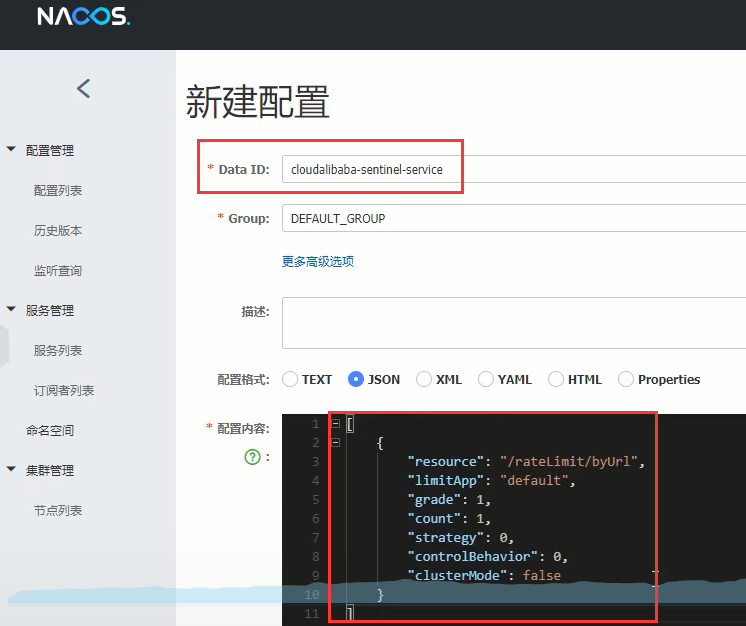 NACOS.
新建配置
配置管理
配置列表
历史版本
监听查询
服务管理
服务列表
订阅者列表
命名空间
集群管理
节点列表
* Data ID: cloudalibaba-sentinel-service
* Group: DEFAULT_GROUP
更多高级选项
描述:
配置格式: TEXT JSON XML YAML HTML Properties
* 配置内容:
? :
1 [
2 {
3 "resource": "/rateLimit/byUrl",
4 "limitApp": "default",
5 "grade": 1,
6 "count": 1,
7 "strategy": 0,
8 "controlBehavior": 0,
9 "clusterMode": false
10 }
11 ]